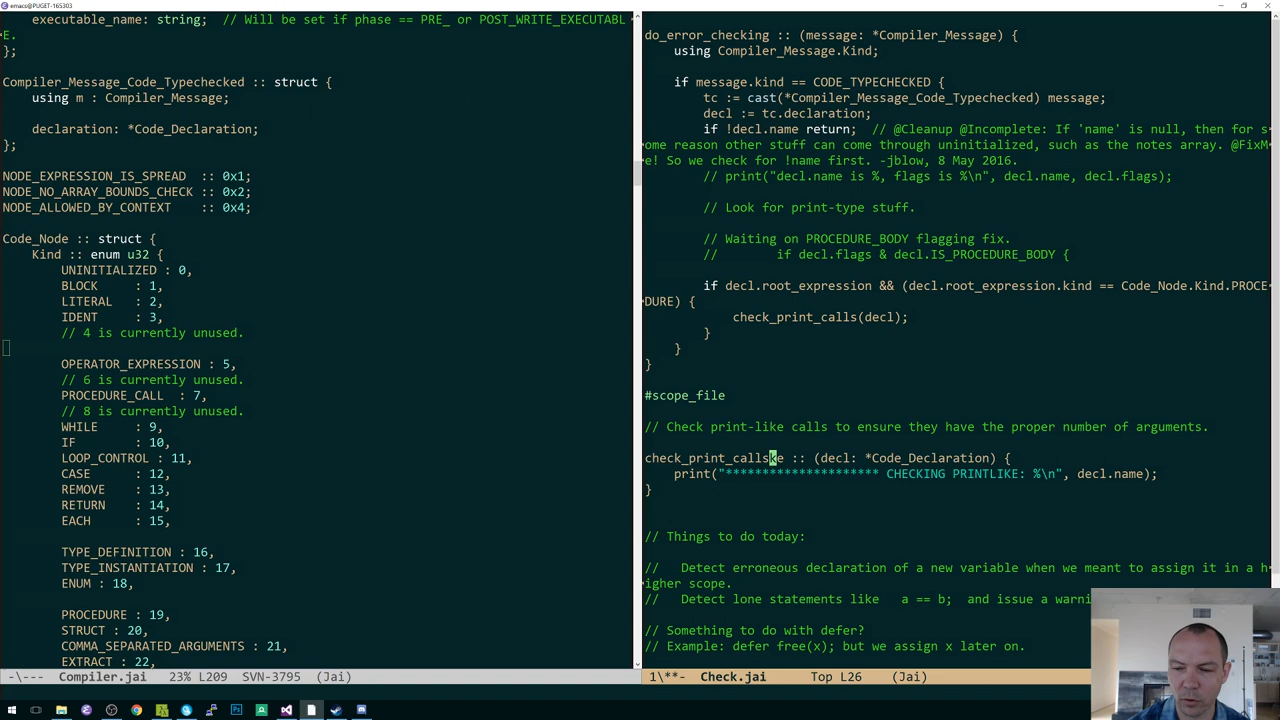 emacs@PUGET-165303
executable_name: string;  // Will be set if phase == PRE_ or POST_WRITE_EXECUTABL
E.
};
Compiler_Message_Code_Typechecked :: struct {
using m : Compiler_Message;
declaration: *Code_Declaration;
};
NODE_EXPRESSION_IS_SPREAD  :: 0x1;
NODE_NO_ARRAY_BOUNDS_CHECK :: 0x2;
NODE_ALLOWED_BY_CONTEXT    :: 0x4;
Code_Node :: struct {
Kind :: enum u32 {
UNINITIALIZED : 0,
BLOCK     : 1,
LITERAL   : 2,
IDENT     : 3,
// 4 is currently unused.
OPERATOR_EXPRESSION : 5,
// 6 is currently unused.
PROCEDURE_CALL  : 7,
// 8 is currently unused.
WHILE     : 9,
IF        : 10,
LOOP_CONTROL : 11,
CASE      : 12,
REMOVE    : 13,
RETURN    : 14,
EACH      : 15,
TYPE_DEFINITION : 16,
TYPE_INSTANTIATION : 17,
ENUM : 18,
PROCEDURE : 19,
STRUCT : 20,
COMMA_SEPARATED_ARGUMENTS : 21,
EXTRACT : 22,
-\---  Compiler.jai   23% L209   SVN-3795  (Jai)
do_error_checking :: (message: *Compiler_Message) {
using Compiler_Message.Kind;
if message.kind == CODE_TYPECHECKED {
tc := cast(*Compiler_Message_Code_Typechecked) message;
decl := tc.declaration;
if !decl.name return;  // @Cleanup @Incomplete: If 'name' is null, then for s
ome reason other stuff can come through uninitialized, such as the notes array. @FixM
e! So we check for !name first. -jblow, 8 May 2016.
// print("decl.name is %, flags is %\n", decl.name, decl.flags);
// Look for print-type stuff.
// Waiting on PROCEDURE_BODY flagging fix.
//        if decl.flags & decl.IS_PROCEDURE_BODY {
if decl.root_expression && (decl.root_expression.kind == Code_Node.Kind.PROCE
DURE) {
check_print_calls(decl);
}
}
}
#scope_file
// Check print-like calls to ensure they have the proper number of arguments.
check_print_callske :: (decl: *Code_Declaration) {
print("********************* CHECKING PRINTLIKE: %\n", decl.name);
}
// Things to do today:
//   Detect erroneous declaration of a new variable when we meant to assign it in a h
igher scope.
//   Detect lone statements like   a == b;  and issue a warni
// Something to do with defer?
// Example: defer free(x); but we assign x later on.
1\**-  Check.jai      Top L26    (Jai)